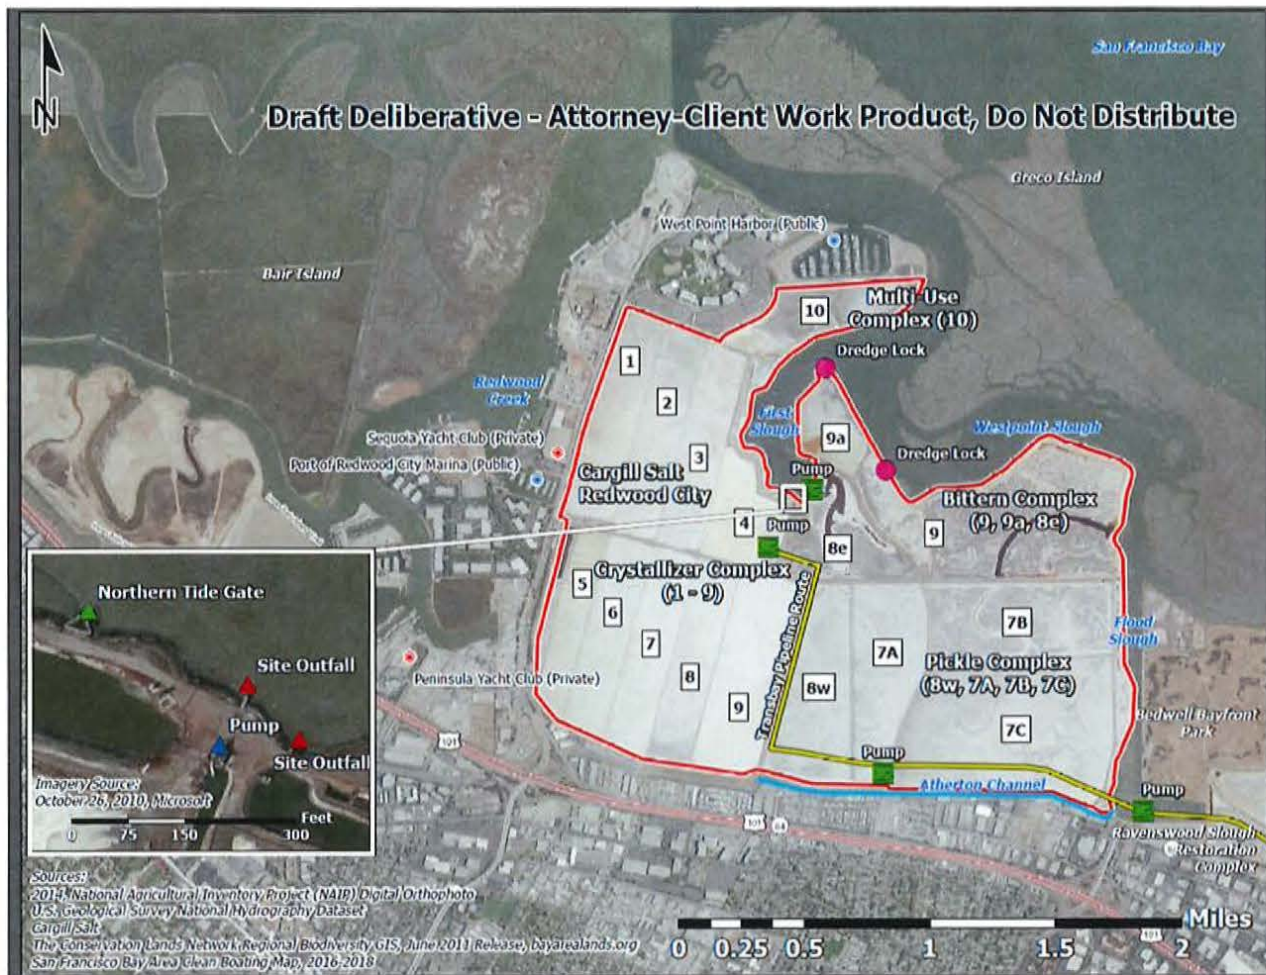 San Francisco Bay
N
Draft Deliberative - Attorney-Client Work Product, Do Not Distribute
Greco Island
West Point Harbor (Public)
Bair Island
10
Multi-Use
Complex (10)
Dredge Lock
1
Redwood
Creek
2
First
Slough
Westpoint Slough
9a
Sequoia Yacht Club (Private)
Port of Redwood City Marina (Public)
3
Dredge Lock
Cargill Salt
Redwood City
Pump
Bittern Complex
(9, 9a, 8e)
4
Pump
9
8e
Crystallizer Complex
(1 - 9)
5
6
7
8
9
Transbay Pipeline Route
7B
Flood
Slough
7A
Pickle Complex
(8w, 7A, 7B, 7C)
8w
7C
Peninsula Yacht Club (Private)
Bedwell Bayfront
Park
101
Pump
Atherton Channel
Pump
101
84
Ravenswood Slough
Restoration
Complex
Northern Tide Gate
Site Outfall
Pump
Site Outfall
Imagery Source:
October 26, 2010, Microsoft
Feet
0 75 150 300
Sources:
2014, National Agricultural Inventory Project (NAIP) Digital Orthophoto
U.S. Geological Survey National Hydrography Dataset
Cargill Salt
The Conservation Lands Network Regional Biodiversity GIS, June 2011 Release, bayarealands.org
San Francisco Bay Area Clean Boating Map, 2016-2018
Miles
0 0.25 0.5 1 1.5 2
101